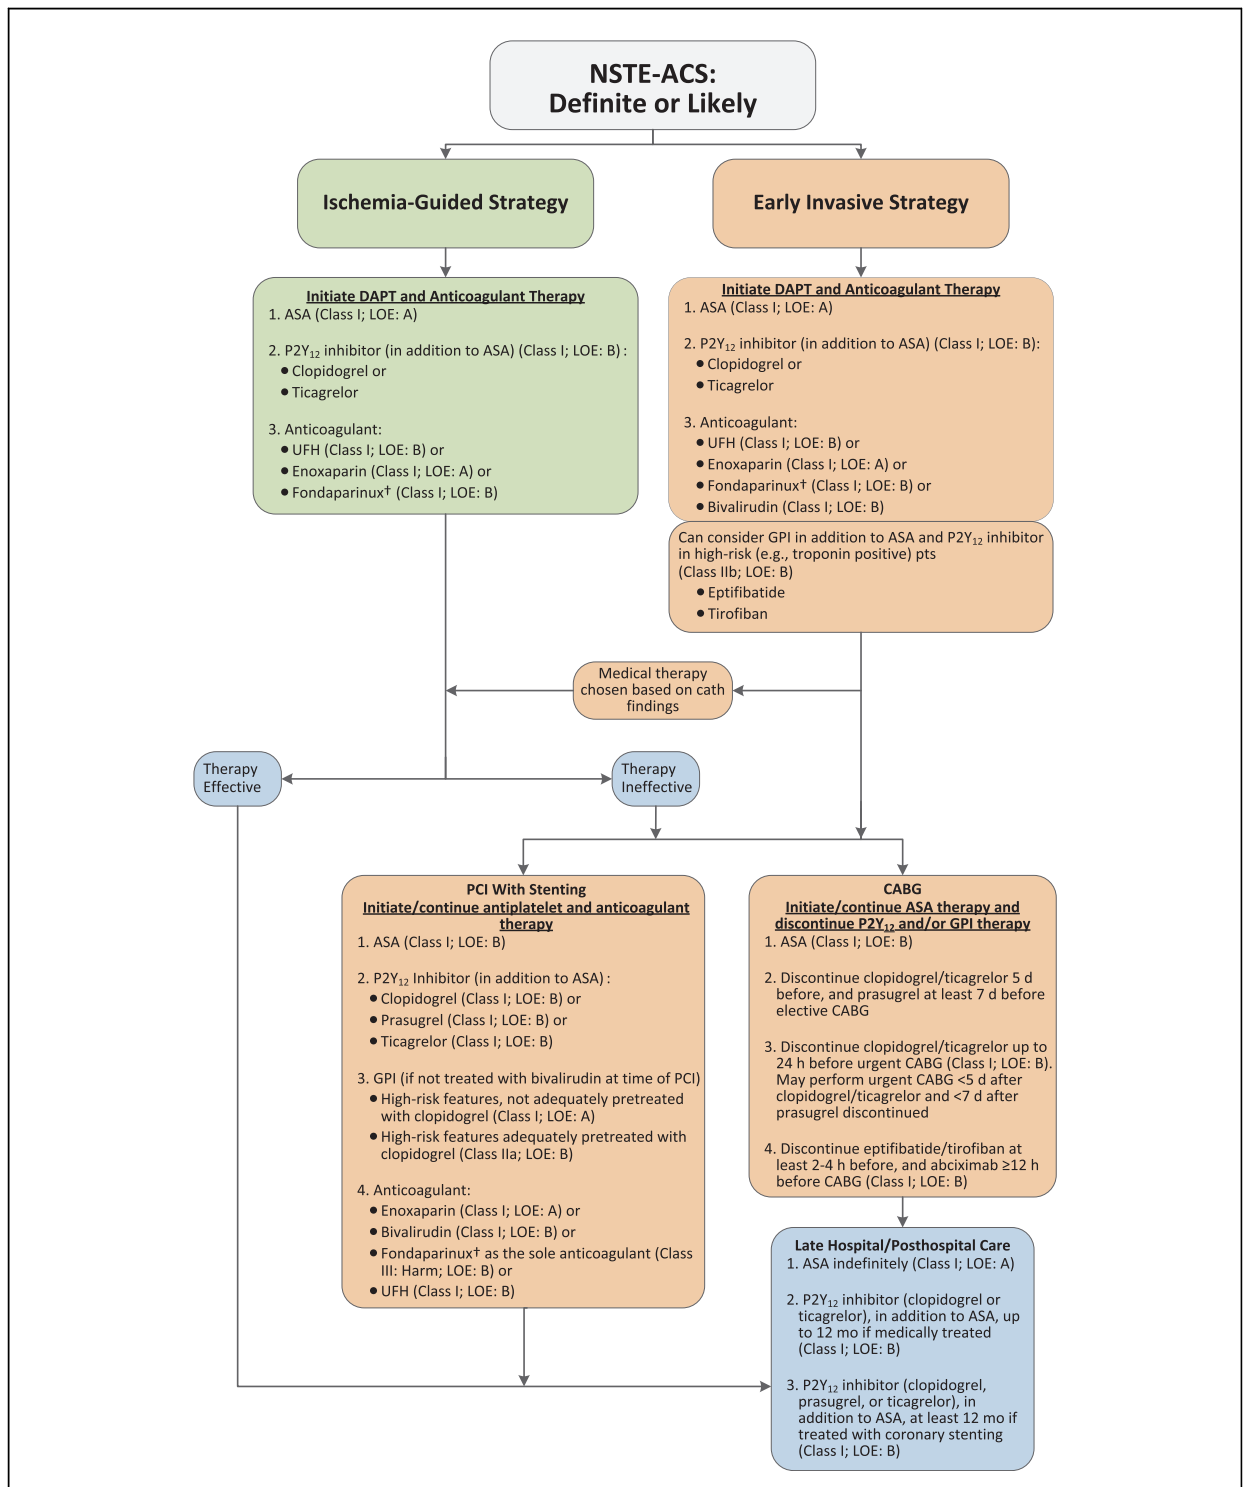 NSTE-ACS:
Definite or Likely
Ischemia-Guided Strategy
Early Invasive Strategy
Initiate DAPT and Anticoagulant Therapy
1. ASA (Class I; LOE: A)
2. P2Y₁₂ inhibitor (in addition to ASA) (Class I; LOE: B) :
● Clopidogrel or
● Ticagrelor
3. Anticoagulant:
● UFH (Class I; LOE: B) or
● Enoxaparin (Class I; LOE: A) or
● Fondaparinux† (Class I; LOE: B)
Initiate DAPT and Anticoagulant Therapy
1. ASA (Class I; LOE: A)
2. P2Y₁₂ inhibitor (in addition to ASA) (Class I; LOE: B):
● Clopidogrel or
● Ticagrelor
3. Anticoagulant:
● UFH (Class I; LOE: B) or
● Enoxaparin (Class I; LOE: A) or
● Fondaparinux† (Class I; LOE: B) or
● Bivalirudin (Class I; LOE: B)
Can consider GPI in addition to ASA and P2Y₁₂ inhibitor
in high-risk (e.g., troponin positive) pts
(Class IIb; LOE: B)
● Eptifibatide
● Tirofiban
Medical therapy
chosen based on cath
findings
Therapy
Effective
Therapy
Ineffective
PCI With Stenting
Initiate/continue antiplatelet and anticoagulant
therapy
1. ASA (Class I; LOE: B)
2. P2Y₁₂ Inhibitor (in addition to ASA) :
● Clopidogrel (Class I; LOE: B) or
● Prasugrel (Class I; LOE: B) or
● Ticagrelor (Class I; LOE: B)
3. GPI (if not treated with bivalirudin at time of PCI)
● High-risk features, not adequately pretreated
with clopidogrel (Class I; LOE: A)
● High-risk features adequately pretreated with
clopidogrel (Class IIa; LOE: B)
4. Anticoagulant:
● Enoxaparin (Class I; LOE: A) or
● Bivalirudin (Class I; LOE: B) or
● Fondaparinux† as the sole anticoagulant (Class
III: Harm; LOE: B) or
● UFH (Class I; LOE: B)
CABG
Initiate/continue ASA therapy and
discontinue P2Y₁₂ and/or GPI therapy
1. ASA (Class I; LOE: B)
2. Discontinue clopidogrel/ticagrelor 5 d
before, and prasugrel at least 7 d before
elective CABG
3. Discontinue clopidogrel/ticagrelor up to
24 h before urgent CABG (Class I; LOE: B).
May perform urgent CABG <5 d after
clopidogrel/ticagrelor and <7 d after
prasugrel discontinued
4. Discontinue eptifibatide/tirofiban at
least 2-4 h before, and abciximab ≥12 h
before CABG (Class I; LOE: B)
Late Hospital/Posthospital Care
1. ASA indefinitely (Class I; LOE: A)
2. P2Y₁₂ inhibitor (clopidogrel or
ticagrelor), in addition to ASA, up
to 12 mo if medically treated
(Class I; LOE: B)
3. P2Y₁₂ inhibitor (clopidogrel,
prasugrel, or ticagrelor), in
addition to ASA, at least 12 mo if
treated with coronary stenting
(Class I; LOE: B)